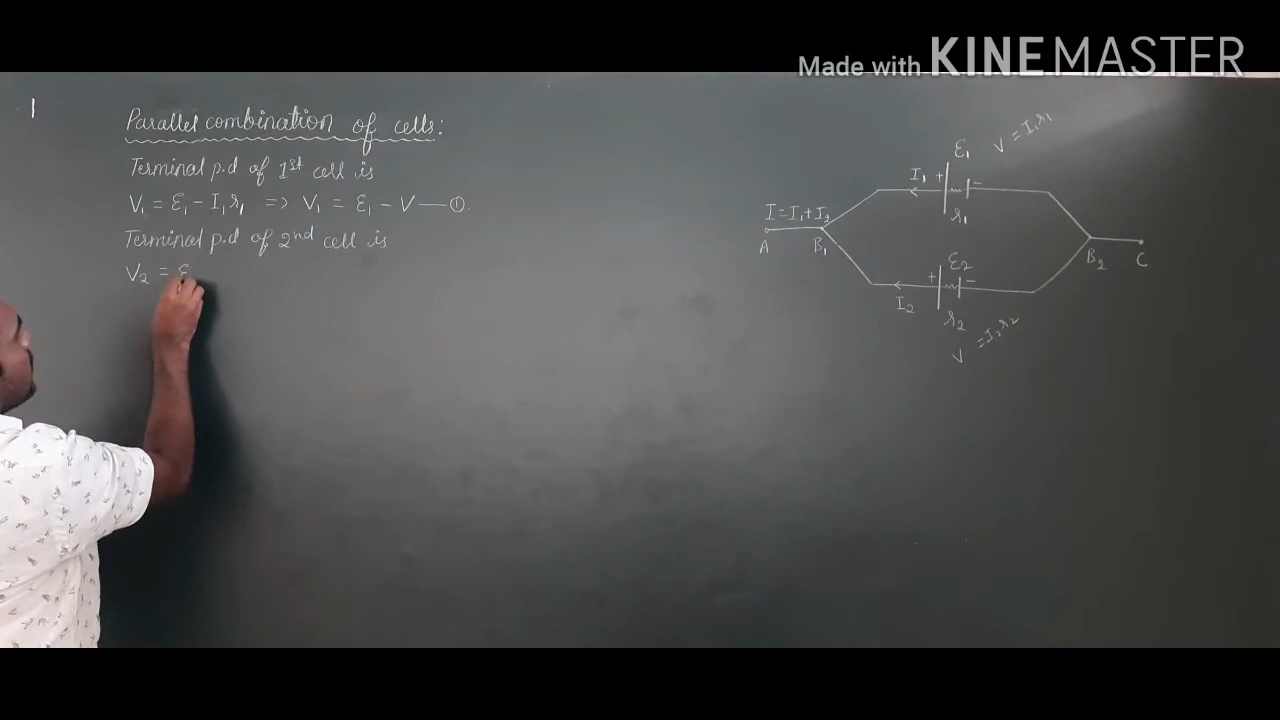 Made with KINEMASTER
Parallel combination of cells:
Terminal p.d of 1st cell is
V₁ = ε₁ − I₁r₁ => V₁ = ε₁ − V — ①.
Terminal p.d of 2nd cell is
V₂ = ε
ε₁
V = I₁r₁
I₁ + -
r₁
I = I₁ + I₂
A B₁
ε₂
B₂ C
+ -
I₂ r₂
V = I₂r₂